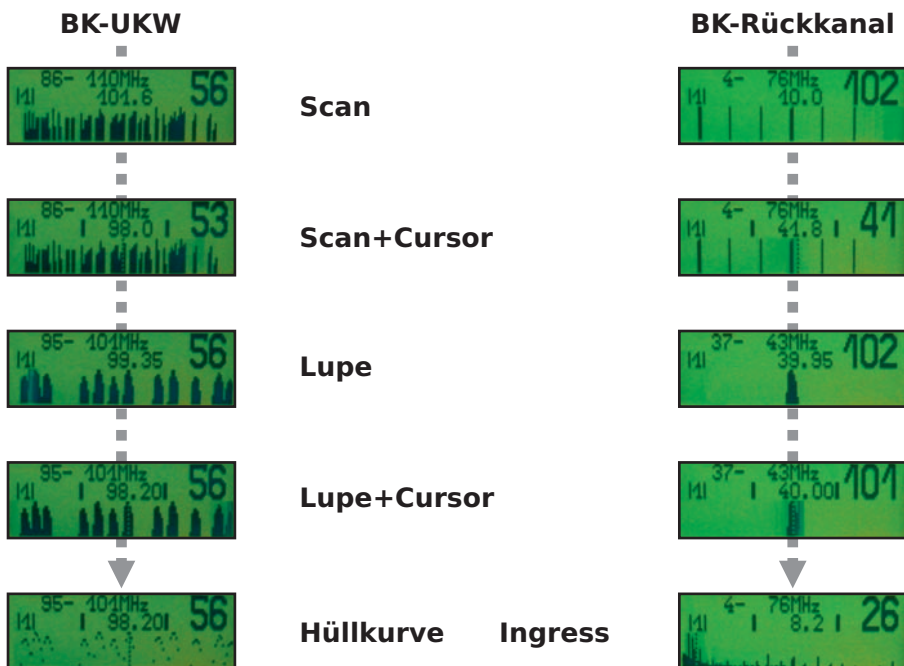 BK-UKW
BK-Rückkanal
86- 110MHz 56
101.6
Scan
4- 76MHz 102
10.0
86- 110MHz 53
98.0
Scan+Cursor
4- 76MHz 41
41.8
95- 101MHz 56
99.35
Lupe
37- 43MHz 102
39.95
95- 101MHz 56
98.20
Lupe+Cursor
37- 43MHz 101
40.00
95- 101MHz 56
98.20
Hüllkurve
Ingress
4- 76MHz 26
8.2